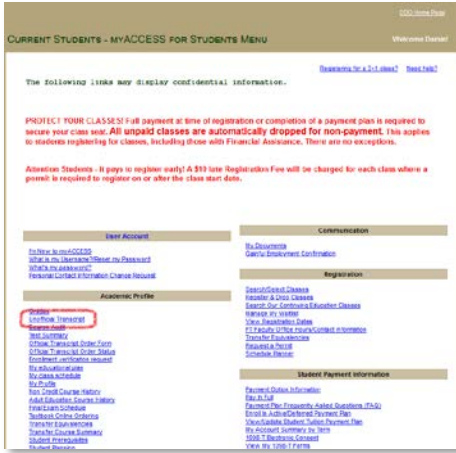 COD Home Page
CURRENT STUDENTS - MYACCESS FOR STUDENTS MENU
Welcome Daniel
Registering for a 2+1 class? Need help?
The following links may display confidential information.
PROTECT YOUR CLASSES! Full payment at time of registration or completion of a payment plan is required to
secure your class seat. All unpaid classes are automatically dropped for non-payment. This applies
to students registering for classes, including those with Financial Assistance. There are no exceptions.
Attention Students - It pays to register early! A $10 late Registration Fee will be charged for each class where a
permit is required to register on or after the class start date.
User Account
I'm New to myACCESS
What is my Username?/Reset my Password
What's my password?
Personal Contact Information Change Request
Academic Profile
Grades
Unofficial Transcript
Degree Audit
Test Summary
Official Transcript Order Form
Official Transcript Order Status
Enrollment verification request
My educational plan
My class schedule
My Profile
Non Credit Course History
Adult Education Course History
Final Exam Schedule
Textbook Online Ordering
Transfer Equivalencies
Transfer Course Summary
Student Prerequisites
Student Planning
Communication
My Documents
Gainful Employment Confirmation
Registration
Search/Select Classes
Register & Drop Classes
Search Our Continuing Education Classes
Manage My Waitlist
View Registration Dates
PT Faculty Office Hours/Contact Information
Transfer Equivalencies
Request a Permit
Schedule Planner
Student Payment Information
Payment Option Information
Pay in Full
Payment Plan Frequently Asked Questions (FAQ)
Enroll in Active/Deferred Payment Plan
View/Update Student Tuition Payment Plan
My Account Summary by Term
1098-T Electronic Consent
View My 1098-T Forms